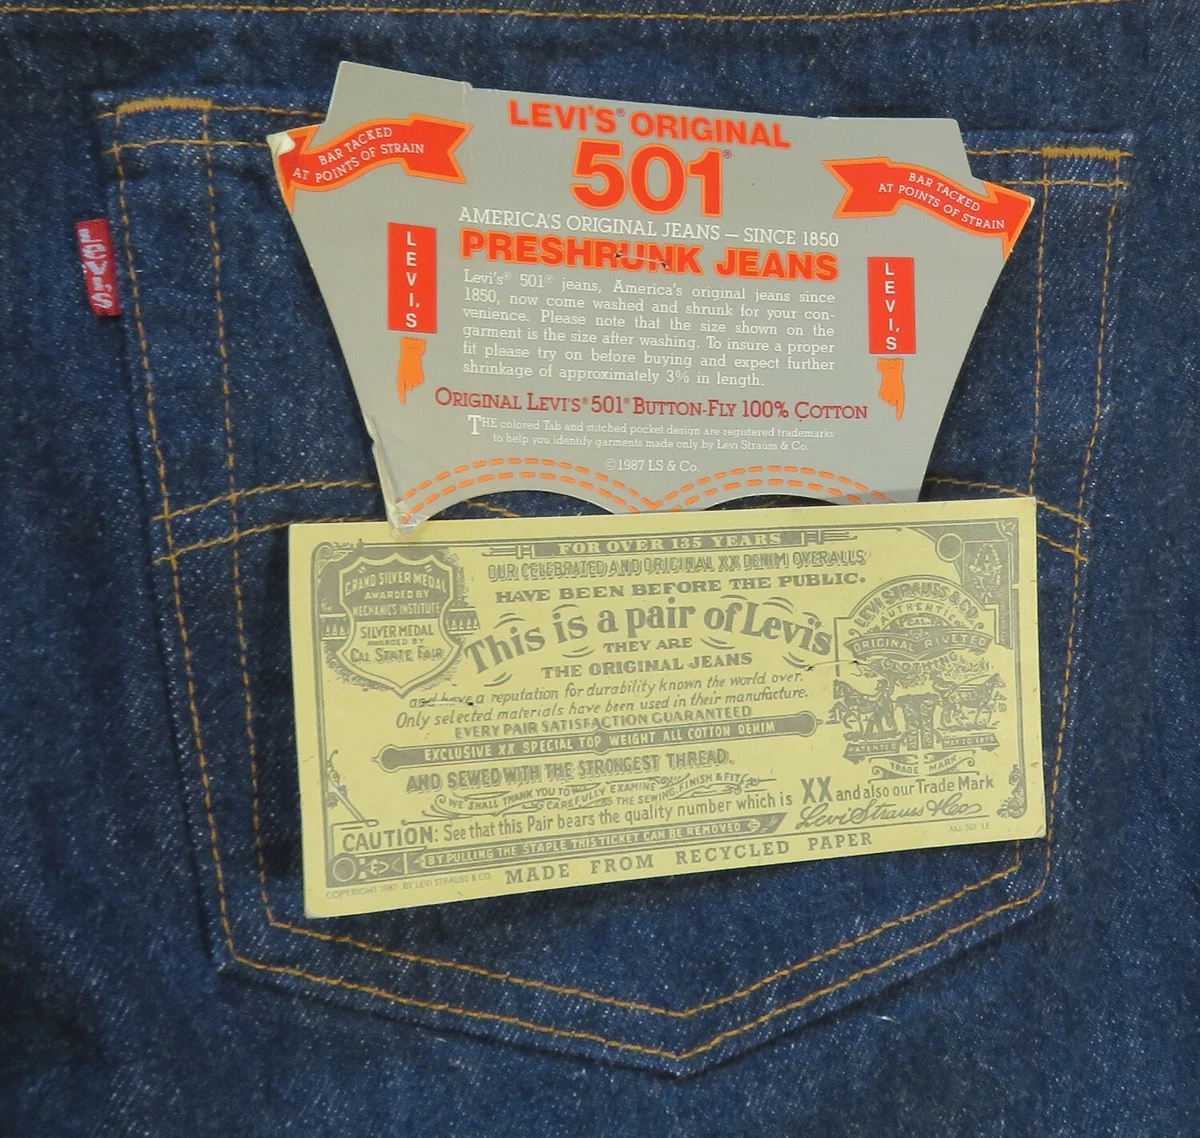 LEVI'S® ORIGINAL
501®
BAR TACKED
AT POINTS OF STRAIN
BAR TACKED
AT POINTS OF STRAIN
AMERICA'S ORIGINAL JEANS — SINCE 1850
PRESHRUNK JEANS
LEVI'S
LEVI'S
LEVI'S
Levi's® 501® jeans, America's original jeans since
1850, now come washed and shrunk for your con-
venience. Please note that the size shown on the
garment is the size after washing. To insure a proper
fit please try on before buying and expect further
shrinkage of approximately 3% in length.
ORIGINAL LEVI'S® 501® BUTTON-FLY 100% COTTON
THE colored Tab and stitched pocket design are registered trademarks
to help you identify garments made only by Levi Strauss & Co.
©1987 LS & Co.
FOR OVER 135 YEARS
OUR CELEBRATED AND ORIGINAL XX DENIM OVERALLS
HAVE BEEN BEFORE THE PUBLIC.
GRAND SILVER MEDAL
AWARDED BY
MECHANICS INSTITUTE
SILVER MEDAL
AWARDED BY
CAL STATE FAIR
This is a pair of Levi's
THEY ARE
THE ORIGINAL JEANS
and have a reputation for durability known the world over.
Only selected materials have been used in their manufacture.
EVERY PAIR SATISFACTION GUARANTEED
EXCLUSIVE XX SPECIAL TOP WEIGHT ALL COTTON DENIM
AND SEWED WITH THE STRONGEST THREAD.
WE SHALL THANK YOU TO CAREFULLY EXAMINE THE SEWING, FINISH & FIT
CAUTION: See that this Pair bears the quality number which is XX and also our Trade Mark
Levi Strauss & Co
BY PULLING THE STAPLE THIS TICKET CAN BE REMOVED
MADE FROM RECYCLED PAPER
COPYRIGHT 1987 BY LEVI STRAUSS & CO.
LEVI STRAUSS & CO.
AUTHENTIC
ORIGINAL RIVETED
CLOTHING
PATENTED
MAY 20 1873
TRADE MARK